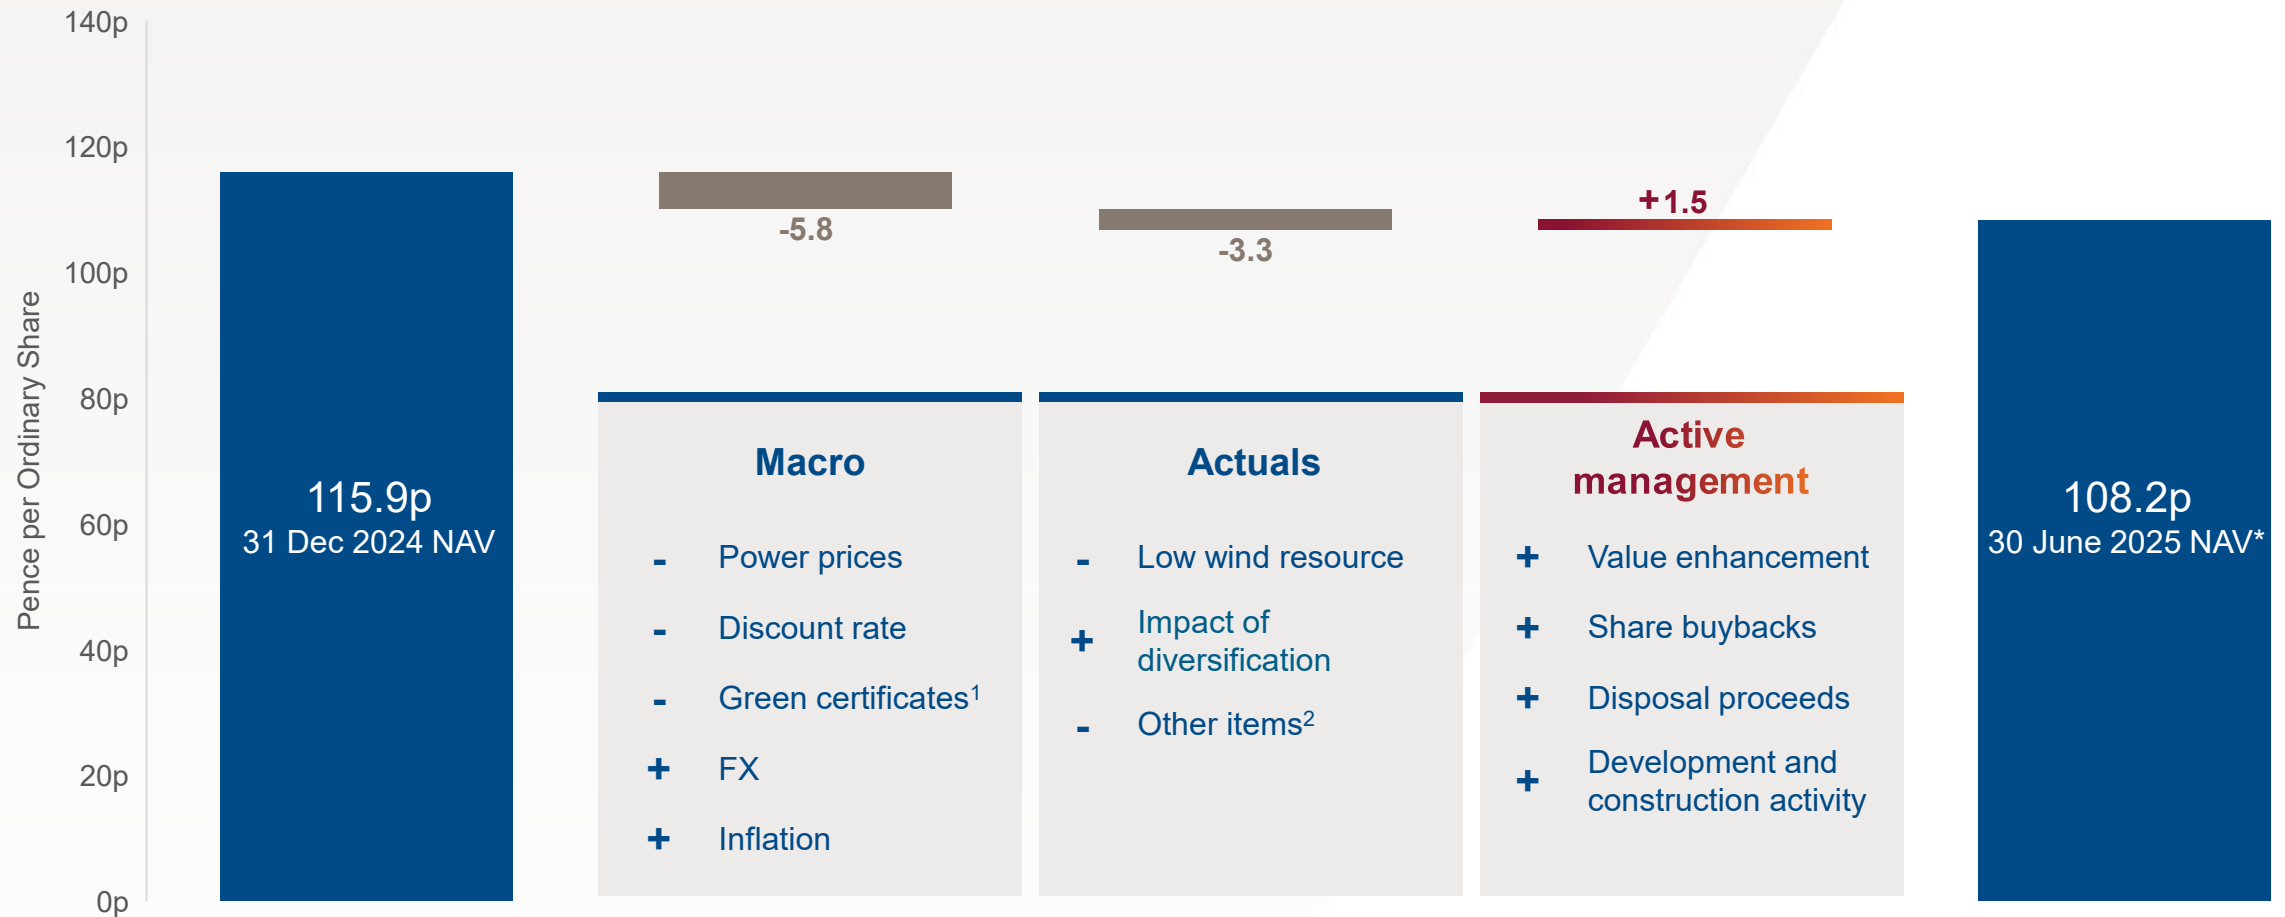 140p
120p
100p
80p
60p
40p
20p
0p
Pence per Ordinary Share
115.9p
31 Dec 2024 NAV
-5.8
-3.3
+1.5
Macro
- Power prices
- Discount rate
- Green certificates¹
+ FX
+ Inflation
Actuals
- Low wind resource
+ Impact of
diversification
- Other items²
Active
management
+ Value enhancement
+ Share buybacks
+ Disposal proceeds
+ Development and
construction activity
108.2p
30 June 2025 NAV*